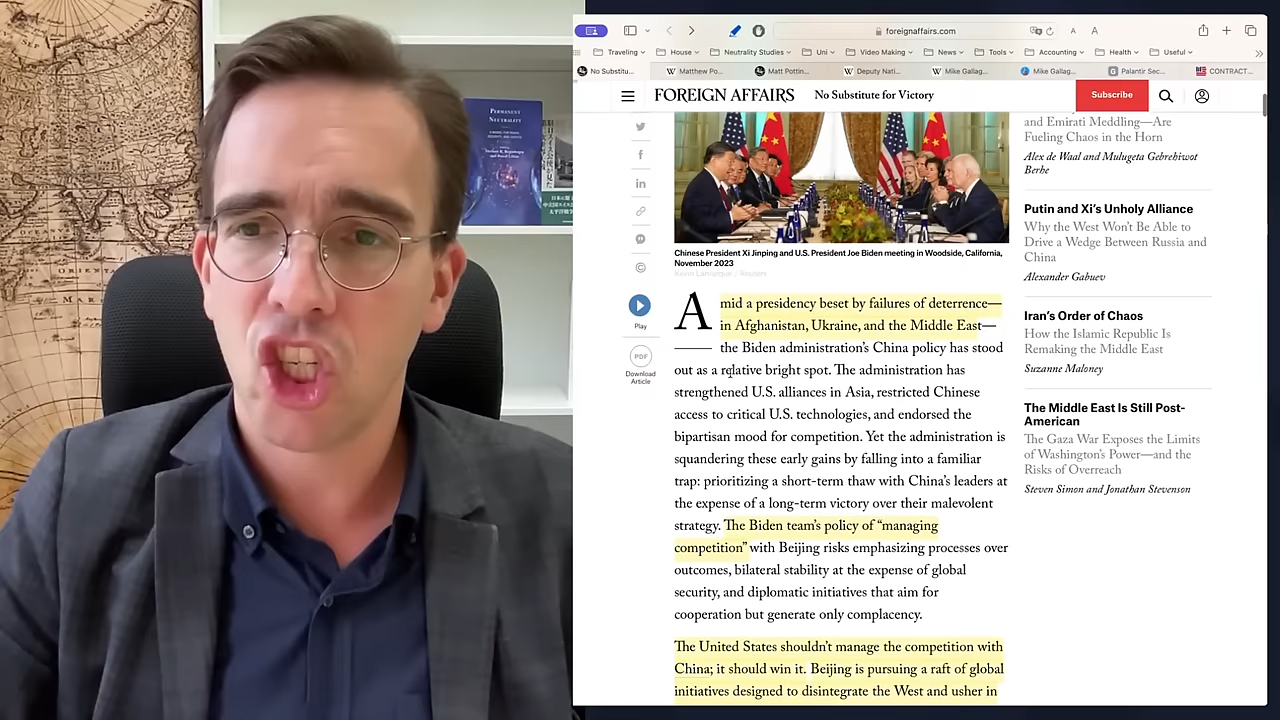 foreignaffairs.com
Traveling
House
Neutrality Studies
Uni
Video Making
News
Tools
Accounting
Health
Useful
No Substitu...
Matthew Po...
Matt Pottin...
Deputy Nati...
Mike Gallag...
Mike Gallag...
Palantir Sec...
CONTRACT...
FOREIGN AFFAIRS
No Substitute for Victory
Subscribe
PERMANENT
NEUTRALITY
Play
PDF
Download
Article
Chinese President Xi Jinping and U.S. President Joe Biden meeting in Woodside, California,
November 2023
Kevin Lamarque / Reuters
Amid a presidency beset by failures of deterrence—
in Afghanistan, Ukraine, and the Middle East—
the Biden administration's China policy has stood
out as a relative bright spot. The administration has
strengthened U.S. alliances in Asia, restricted Chinese
access to critical U.S. technologies, and endorsed the
bipartisan mood for competition. Yet the administration is
squandering these early gains by falling into a familiar
trap: prioritizing a short-term thaw with China's leaders at
the expense of a long-term victory over their malevolent
strategy. The Biden team's policy of “managing
competition” with Beijing risks emphasizing processes over
outcomes, bilateral stability at the expense of global
security, and diplomatic initiatives that aim for
cooperation but generate only complacency.
The United States shouldn't manage the competition with
China; it should win it. Beijing is pursuing a raft of global
initiatives designed to disintegrate the West and usher in
and Emirati Meddling—Are
Fueling Chaos in the Horn
Alex de Waal and Mulugeta Gebrehiwot
Berhe
Putin and Xi's Unholy Alliance
Why the West Won't Be Able to
Drive a Wedge Between Russia and
China
Alexander Gabuev
Iran's Order of Chaos
How the Islamic Republic Is
Remaking the Middle East
Suzanne Maloney
The Middle East Is Still Post-
American
The Gaza War Exposes the Limits
of Washington's Power—and the
Risks of Overreach
Steven Simon and Jonathan Stevenson